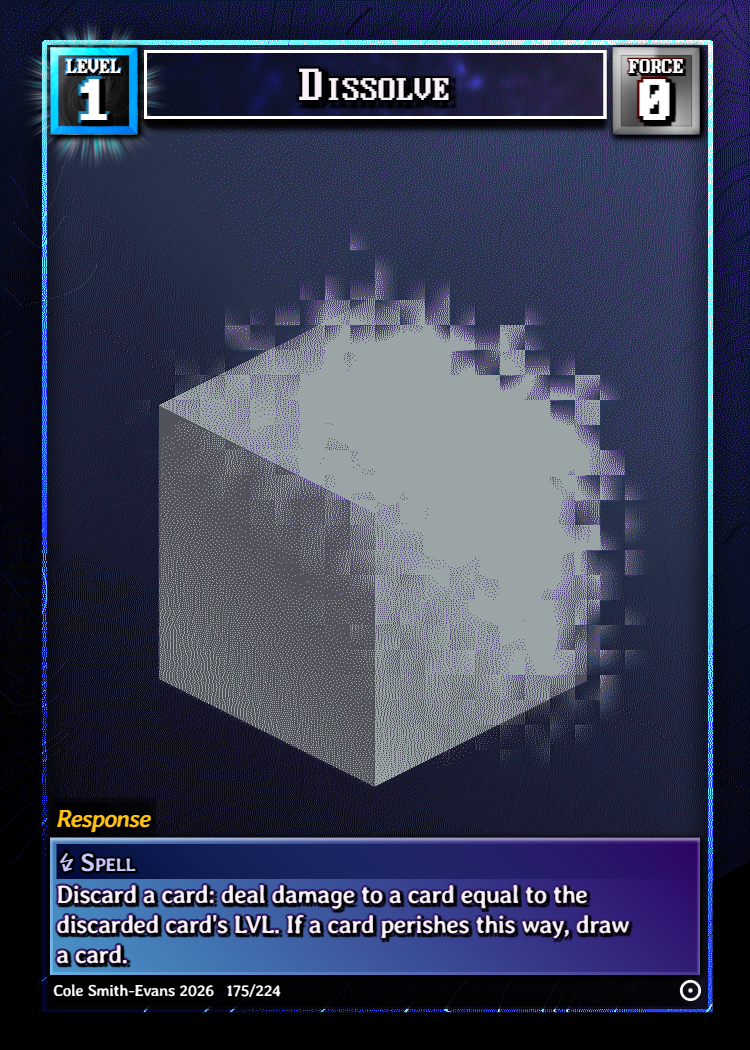 LEVEL
1
Dissolve
FORCE
0
Response
Spell
Discard a card: deal damage to a card equal to the
discarded card's LVL. If a card perishes this way, draw
a card.
Cole Smith-Evans 2026 175/224